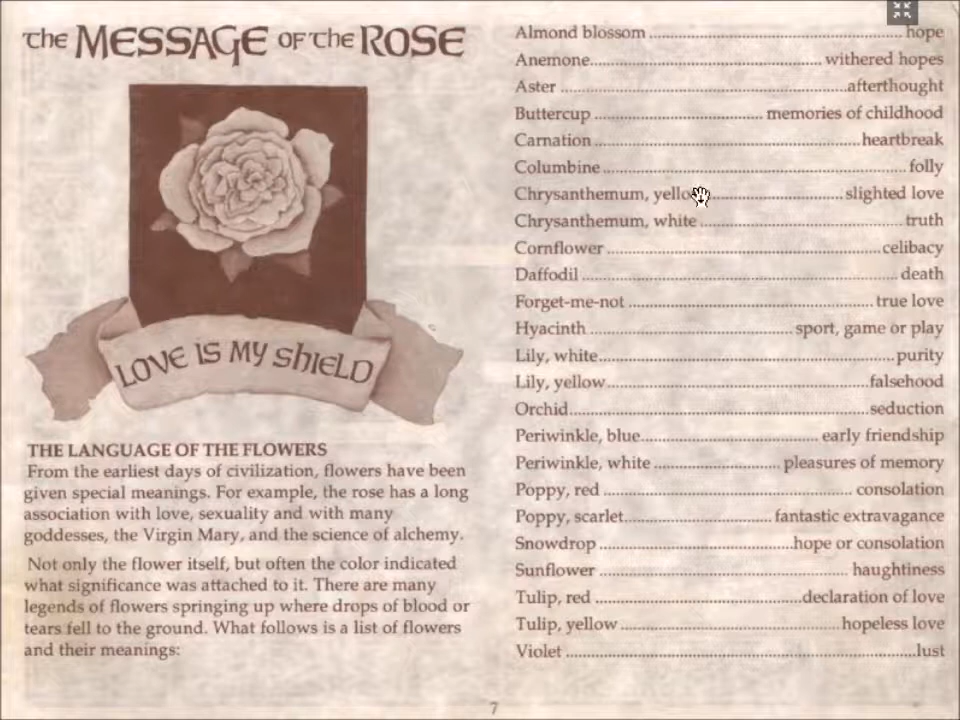 the MESSAGE OF the ROSE
LOVE IS MY ShIELD
THE LANGUAGE OF THE FLOWERS
From the earliest days of civilization, flowers have been
given special meanings. For example, the rose has a long
association with love, sexuality and with many
goddesses, the Virgin Mary, and the science of alchemy.
Not only the flower itself, but often the color indicated
what significance was attached to it. There are many
legends of flowers springing up where drops of blood or
tears fell to the ground. What follows is a list of flowers
and their meanings:
Almond blossom ........ hope
Anemone........ withered hopes
Aster ........afterthought
Buttercup ........ memories of childhood
Carnation ........heartbreak
Columbine ........ folly
Chrysanthemum, yellow........ slighted love
Chrysanthemum, white ........ truth
Cornflower ........celibacy
Daffodil ........ death
Forget-me-not ........ true love
Hyacinth ........sport, game or play
Lily, white........purity
Lily, yellow........falsehood
Orchid........seduction
Periwinkle, blue........ early friendship
Periwinkle, white ........ pleasures of memory
Poppy, red ........ consolation
Poppy, scarlet........ fantastic extravagance
Snowdrop ........hope or consolation
Sunflower ........ haughtiness
Tulip, red ........declaration of love
Tulip, yellow ........hopeless love
Violet ........lust
7